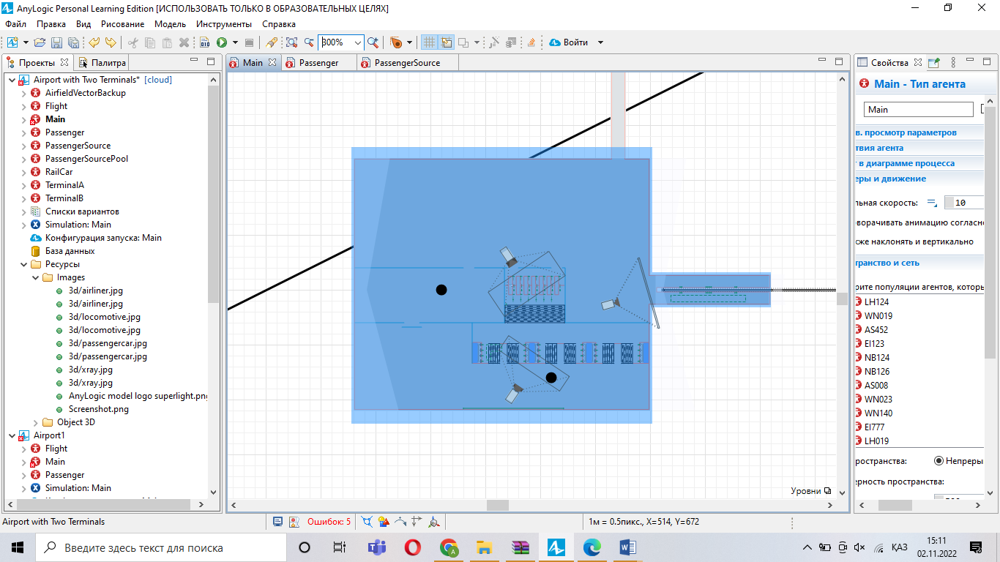 AnyLogic Personal Learning Edition [ИСПОЛЬЗОВАТЬ ТОЛЬКО В ОБРАЗОВАТЕЛЬНЫХ ЦЕЛЯХ]
Файл Правка Вид Рисование Модель Инструменты Справка
300% Войти
Проекты Палитра
Airport with Two Terminals* [cloud]
AirfieldVectorBackup
Flight
Main
Passenger
PassengerSource
PassengerSourcePool
RailCar
TerminalA
TerminalB
Списки вариантов
Simulation: Main
Конфигурация запуска: Main
База данных
Ресурсы
Images
3d/airliner.jpg
3d/airliner.jpg
3d/locomotive.jpg
3d/locomotive.jpg
3d/passengercar.jpg
3d/passengercar.jpg
3d/xray.jpg
3d/xray.jpg
AnyLogic model logo superlight.png
Screenshot.png
Object 3D
Airport1
Flight
Main
Passenger
Simulation: Main
Main Passenger PassengerSource
Уровни
Свойства
Main - Тип агента
Main
в. просмотр параметров
твия агента
т в диаграмме процесса
еры и движение
льная скорость: 10
оворачивать анимацию согласно
кже наклонять и вертикально
транство и сеть
рите популяции агентов, которы
LH124
WN019
AS452
EI123
NB124
NB126
AS008
WN023
WN140
EI777
LH019
ространства: Непреры
ерность пространства:
Airport with Two Terminals Ошибок: 5 1м = 0.5пикс., X=514, Y=672
Введите здесь текст для поиска
ҚАЗ
15:11
02.11.2022